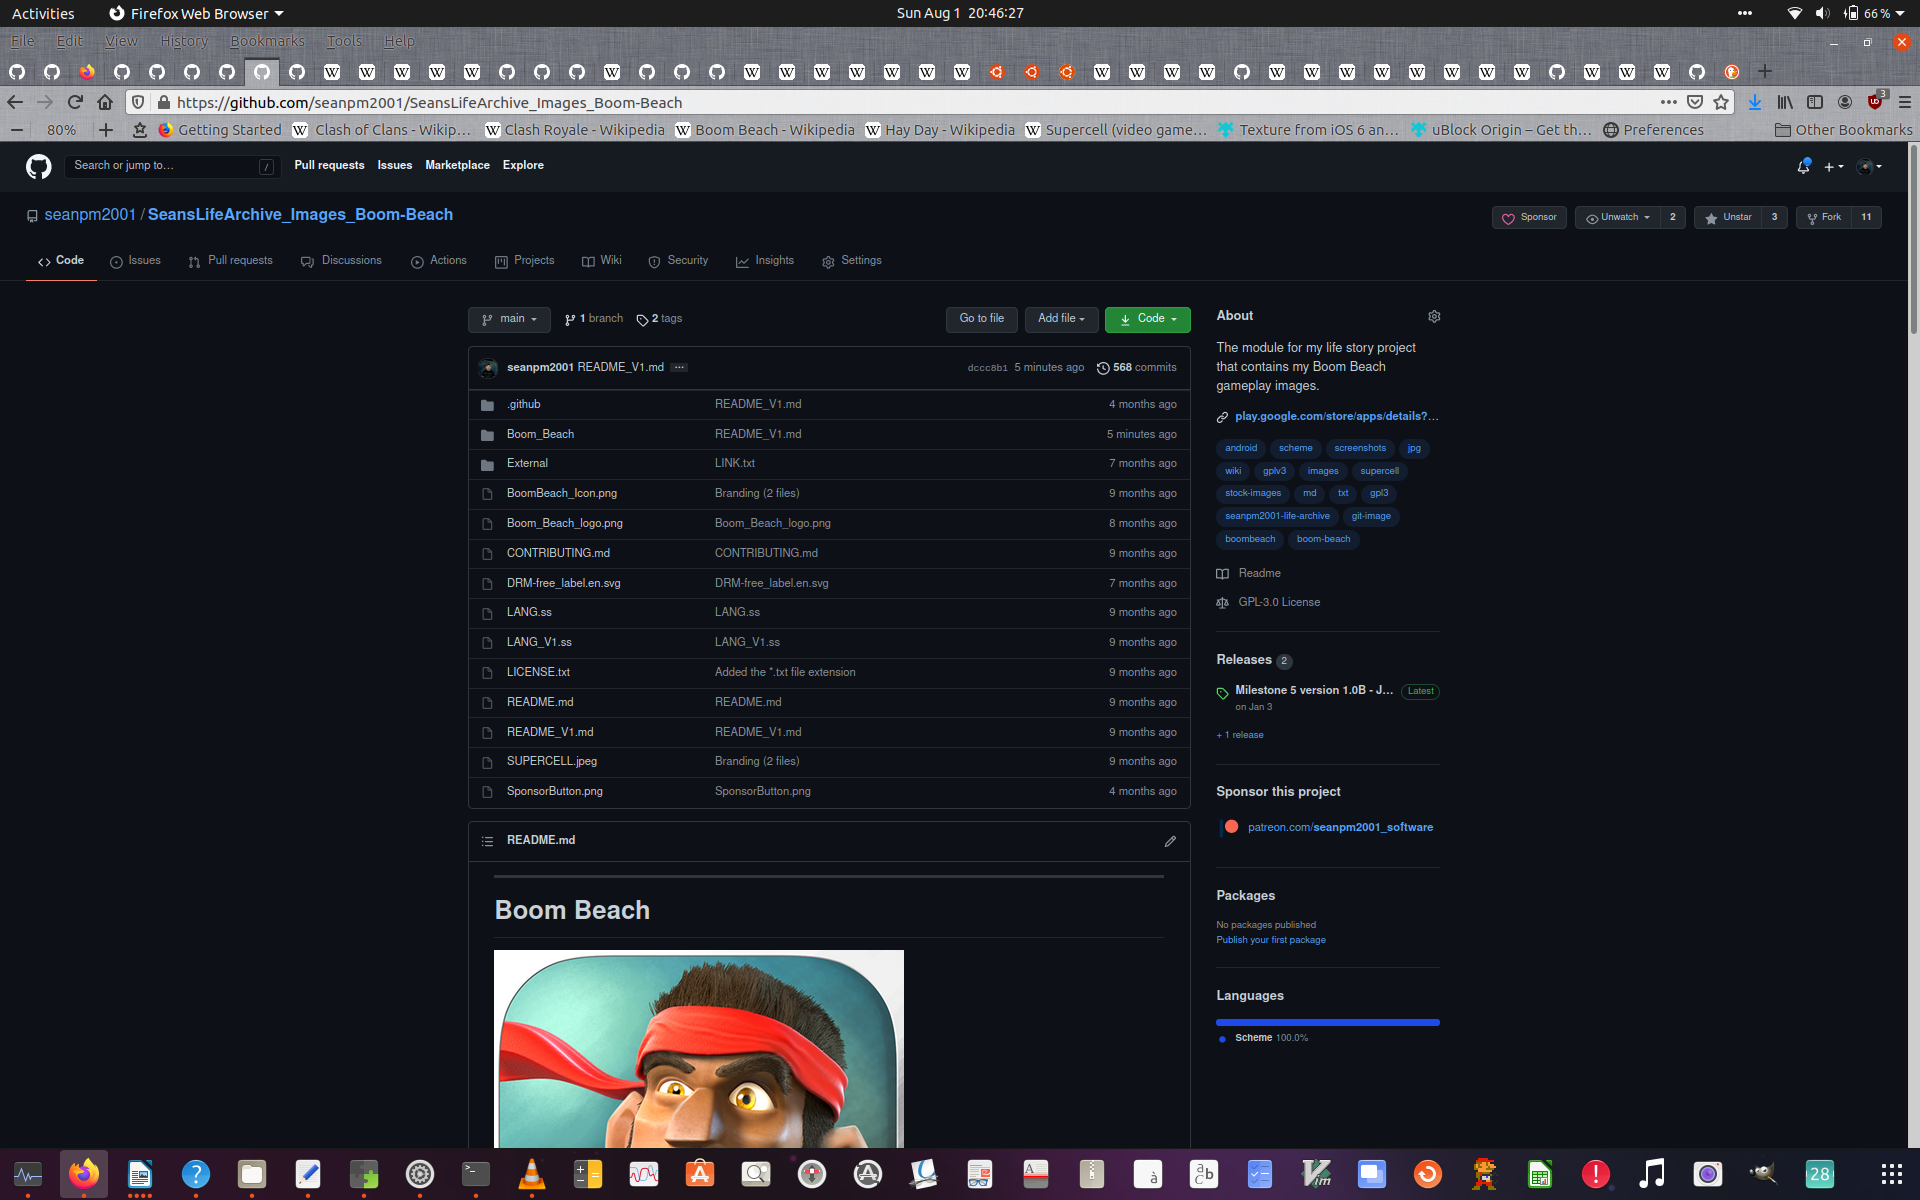 Activities Firefox Web Browser Sun Aug 1 20:46:27 66 %
File Edit View History Bookmarks Tools Help
https://github.com/seanpm2001/SeansLifeArchive_Images_Boom-Beach 3
80% Getting Started Clash of Clans - Wikip… Clash Royale - Wikipedia Boom Beach - Wikipedia Hay Day - Wikipedia Supercell (video game… Texture from iOS 6 an… uBlock Origin – Get th… Preferences Other Bookmarks
Search or jump to… / Pull requests Issues Marketplace Explore
seanpm2001 / SeansLifeArchive_Images_Boom-Beach Sponsor Unwatch 2 Unstar 3 Fork 11
Code Issues Pull requests Discussions Actions Projects Wiki Security Insights Settings
main 1 branch 2 tags Go to file Add file Code
seanpm2001 README_V1.md ··· dccc8b1 5 minutes ago 568 commits
.github README_V1.md 4 months ago
Boom_Beach README_V1.md 5 minutes ago
External LINK.txt 7 months ago
BoomBeach_Icon.png Branding (2 files) 9 months ago
Boom_Beach_logo.png Boom_Beach_logo.png 8 months ago
CONTRIBUTING.md CONTRIBUTING.md 9 months ago
DRM-free_label.en.svg DRM-free_label.en.svg 7 months ago
LANG.ss LANG.ss 9 months ago
LANG_V1.ss LANG_V1.ss 9 months ago
LICENSE.txt Added the *.txt file extension 9 months ago
README.md README.md 9 months ago
README_V1.md README_V1.md 9 months ago
SUPERCELL.jpeg Branding (2 files) 9 months ago
SponsorButton.png SponsorButton.png 4 months ago
README.md
Boom Beach
About
The module for my life story project
that contains my Boom Beach
gameplay images.
play.google.com/store/apps/details?…
android scheme screenshots jpg
wiki gplv3 images supercell
stock-images md txt gpl3
seanpm2001-life-archive git-image
boombeach boom-beach
Readme
GPL-3.0 License
Releases 2
Milestone 5 version 1.0B - J… Latest
on Jan 3
+ 1 release
Sponsor this project
patreon.com/seanpm2001_software
Packages
No packages published
Publish your first package
Languages
Scheme 100.0%
28